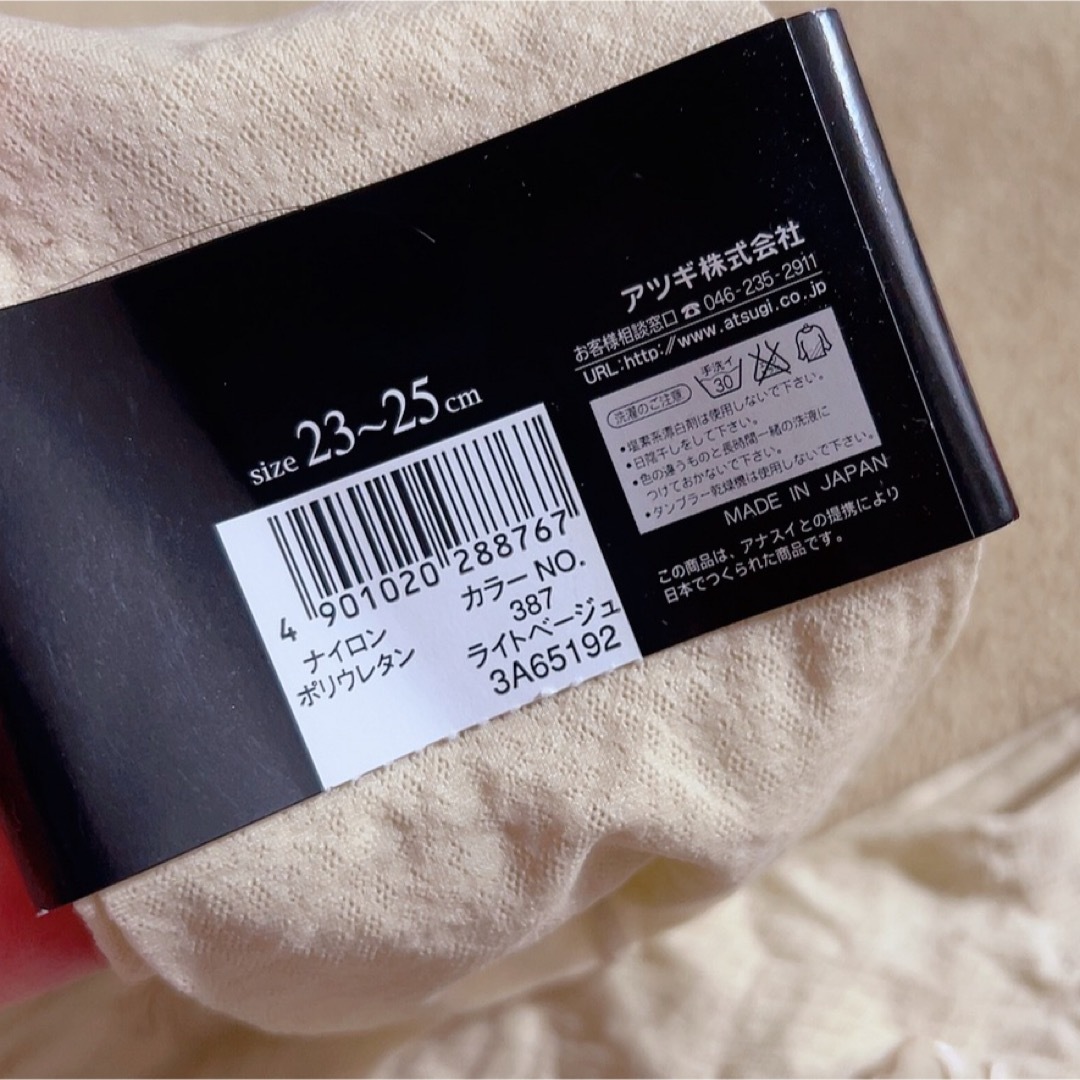 size 23~25cm
4 901020 288767
ナイロン
ポリウレタン
カラーNO.
387
ライトベージュ
3A65192
アツギ株式会社
お客様相談窓口☎046-235-2911
URL:http://www.atsugi.co.jp
洗濯のご注意
手洗イ
30
・塩素系漂白剤は使用しないで下さい。
・日陰干しをして下さい。
・色の違うものと長時間一緒の洗液に
つけておかないで下さい。
・タンブラー乾燥機は使用しないで下さい。
MADE IN JAPAN
この商品は、アナスイとの提携により
日本でつくられた商品です。